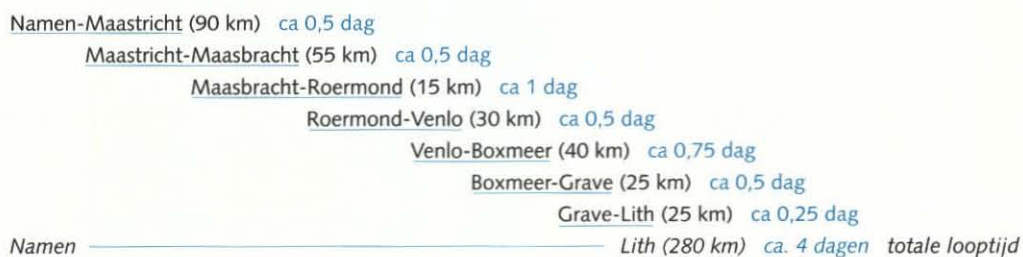 Namen-Maastricht (90 km) ca 0,5 dag
Maastricht-Maasbracht (55 km) ca 0,5 dag
Maasbracht-Roermond (15 km) ca 1 dag
Roermond-Venlo (30 km) ca 0,5 dag
Venlo-Boxmeer (40 km) ca 0,75 dag
Boxmeer-Grave (25 km) ca 0,5 dag
Grave-Lith (25 km) ca 0,25 dag
Namen Lith (280 km) ca. 4 dagen totale looptijd